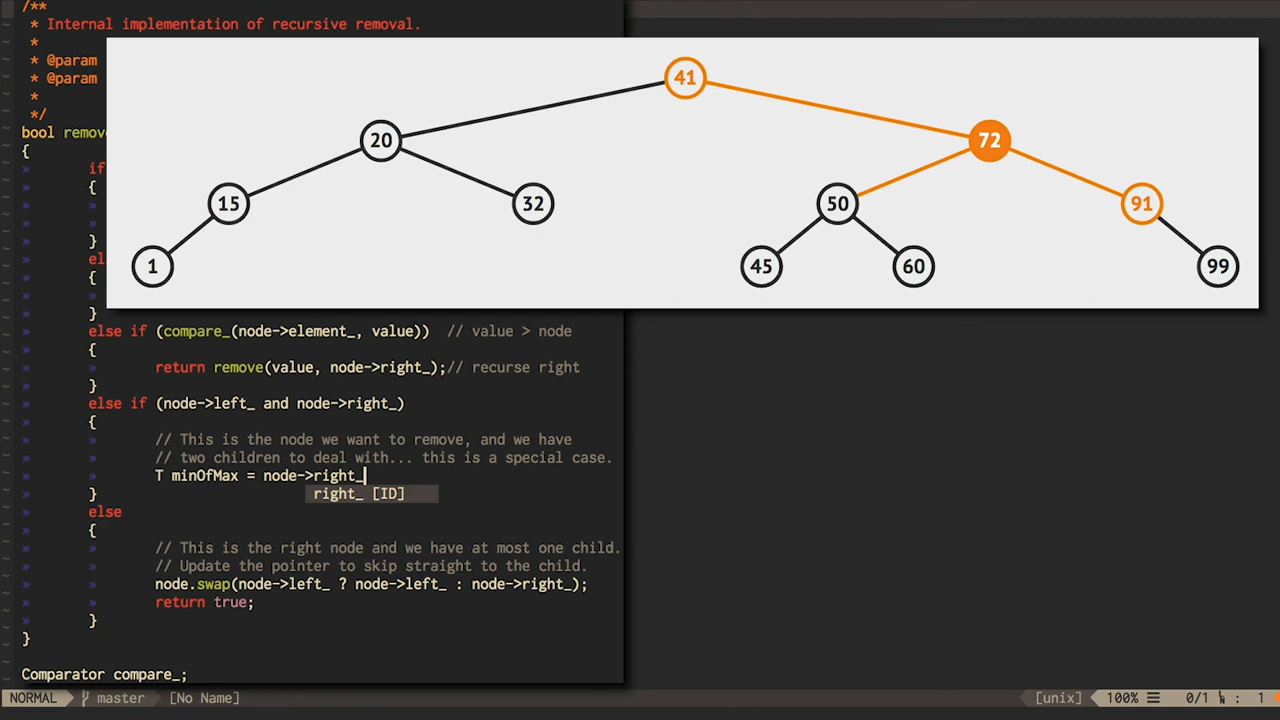 /**
* Internal implementation of recursive removal.
*
* @param
* @param
*
*/
bool remov
{
» if
» {
» »
» »
» }
» el
» {
» »
» }
» else if (compare_(node->element_, value)) // value > node
» {
» » return remove(value, node->right_);// recurse right
» }
» else if (node->left_ and node->right_)
» {
» » // This is the node we want to remove, and we have
» » // two children to deal with... this is a special case.
» » T minOfMax = node->right_
» }
right_ [ID]
» else
» {
» » // This is the right node and we have at most one child.
» » // Update the pointer to skip straight to the child.
» » node.swap(node->left_ ? node->left_ : node->right_);
» » return true;
» }
}
Comparator compare_;
41
20 72
15 32 50 91
1 45 60 99
NORMAL master [No Name] [unix] 100% 0/1 : 1